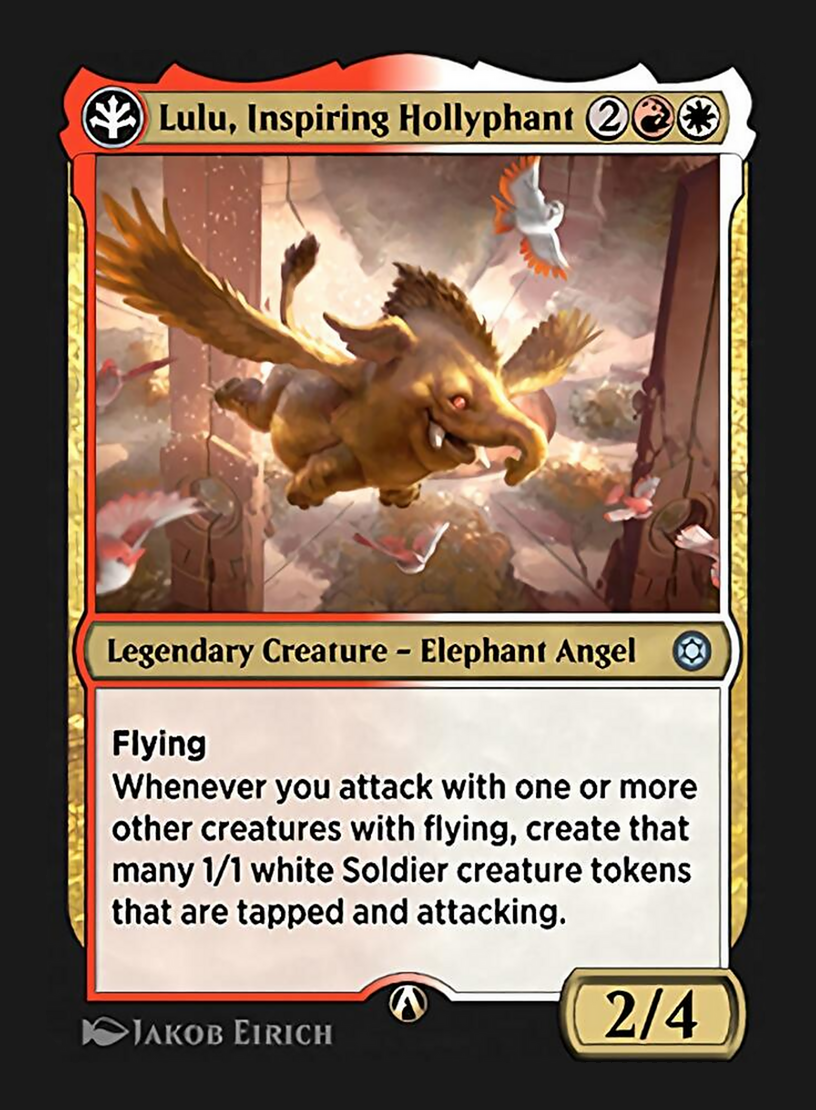 Lulu, Inspiring Hollyphant 2
Legendary Creature – Elephant Angel
Flying
Whenever you attack with one or more
other creatures with flying, create that
many 1/1 white Soldier creature tokens
that are tapped and attacking.
2/4
JAKOB EIRICH